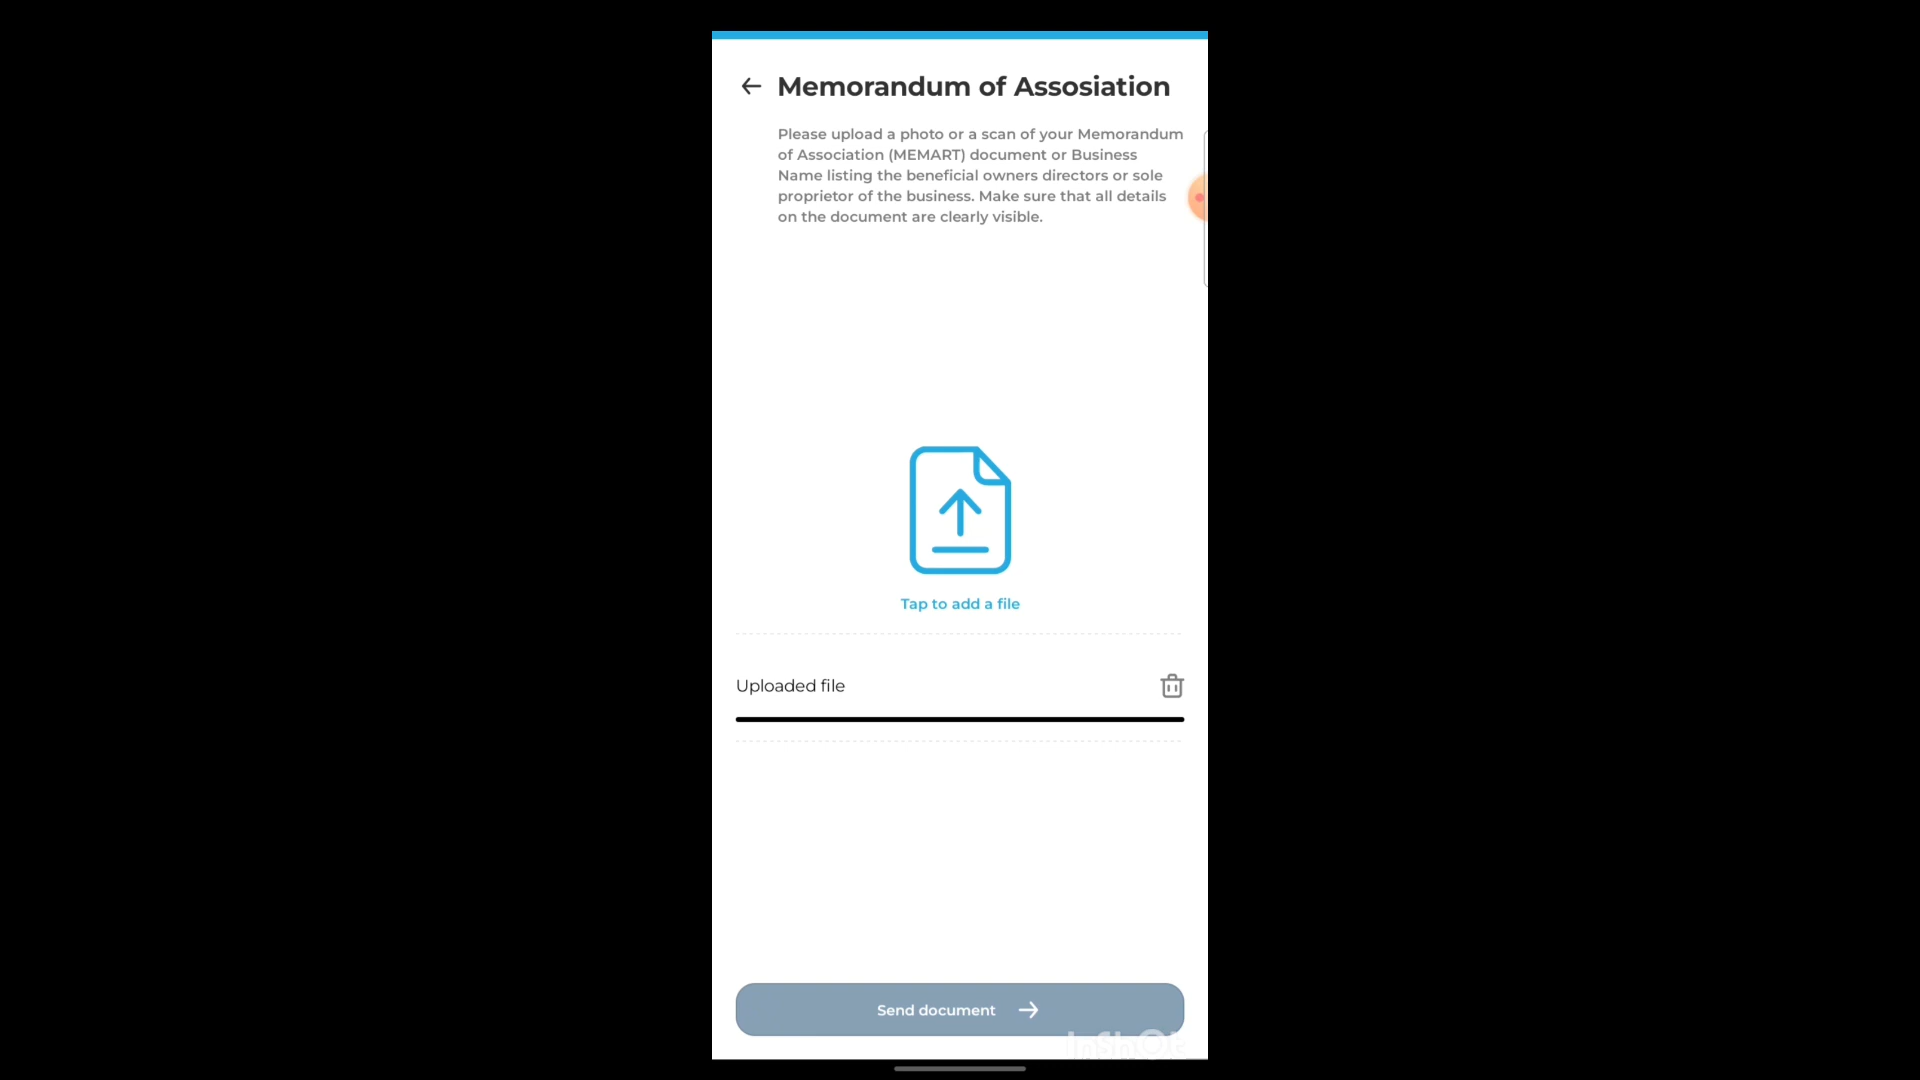 Memorandum of Assosiation
Please upload a photo or a scan of your Memorandum
of Association (MEMART) document or Business
Name listing the beneficial owners directors or sole
proprietor of the business. Make sure that all details
on the document are clearly visible.
Tap to add a file
Uploaded file
Send document
InShOt